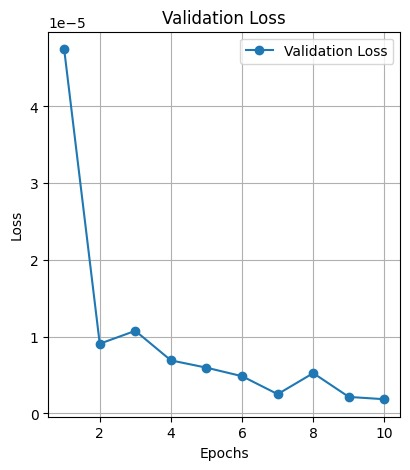 Validation Loss
1e−5
Validation Loss
4
3
2
1
0
Loss
2 4 6 8 10
Epochs